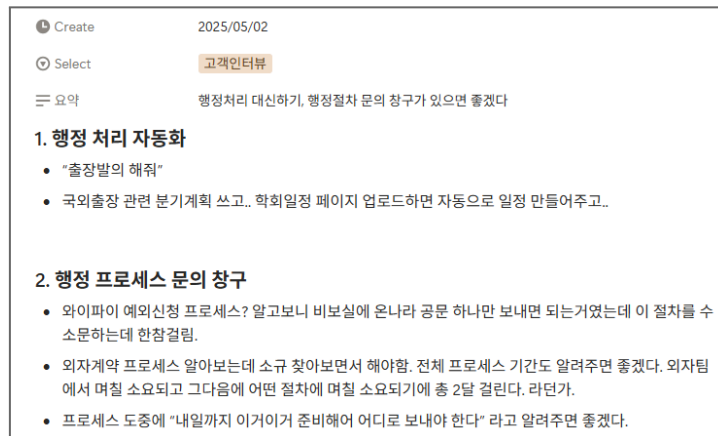 Create 2025/05/02
Select 고객인터뷰
요약 행정처리 대신하기, 행정절차 문의 창구가 있으면 좋겠다
1. 행정 처리 자동화
• “출장발의 해줘”
• 국외출장 관련 분기계획 쓰고.. 학회일정 페이지 업로드하면 자동으로 일정 만들어주고..
2. 행정 프로세스 문의 창구
• 와이파이 예외신청 프로세스? 알고보니 비보실에 온나라 공문 하나만 보내면 되는거였는데 이 절차를 수
소문하는데 한참걸림.
• 외자계약 프로세스 알아보는데 소규 찾아보면서 해야함. 전체 프로세스 기간도 알려주면 좋겠다. 외자팀
에서 며칠 소요되고 그다음에 어떤 절차에 며칠 소요되기에 총 2달 걸린다. 라던가.
• 프로세스 도중에 “내일까지 이거이거 준비해어 어디로 보내야 한다” 라고 알려주면 좋겠다.